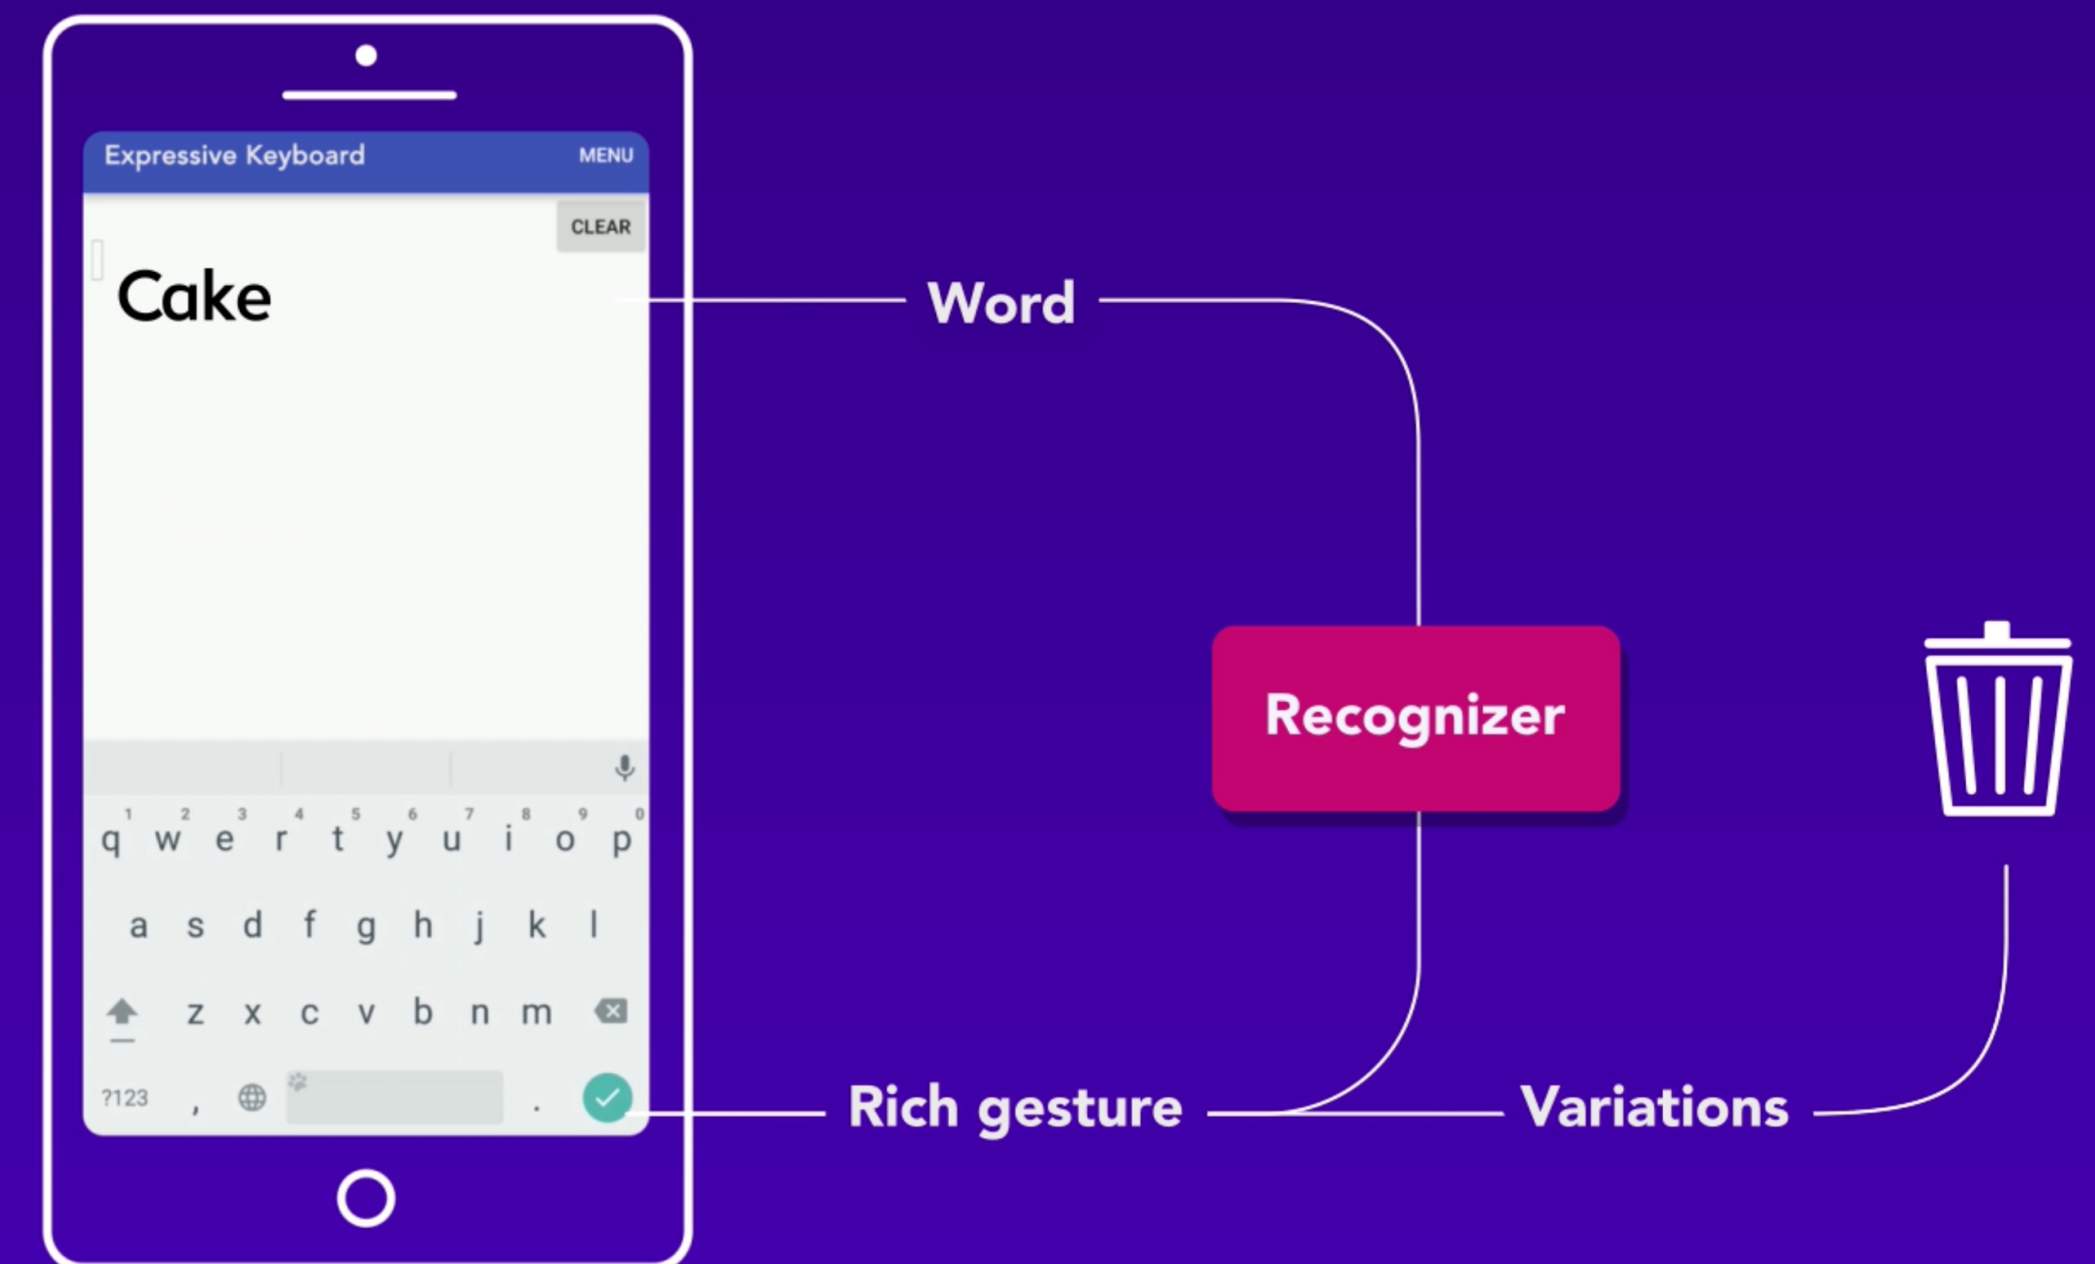 Expressive Keyboard MENU
CLEAR
Cake
Word
Recognizer
1 2 3 4 5 6 7 8 9 0
q w e r t y u i o p
a s d f g h j k l
z x c v b n m
?123 , .
Rich gesture
Variations